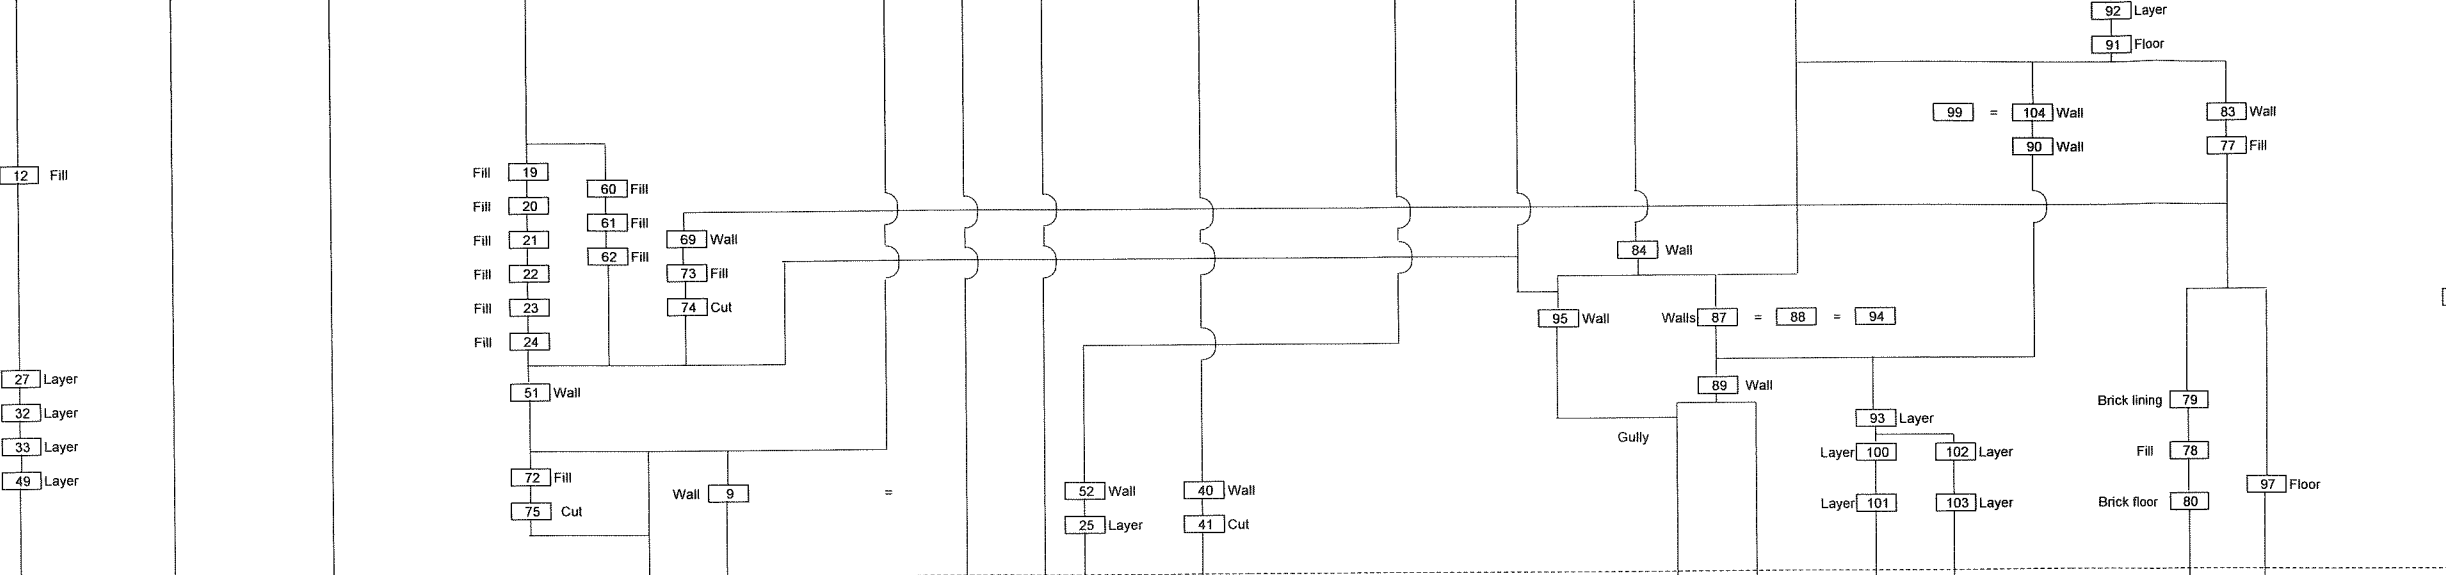 92 Layer
91 Floor
99 = 104 Wall
83 Wall
90 Wall
77 Fill
12 Fill
Fill 19
60 Fill
Fill 20
61 Fill
Fill 21
69 Wall
62 Fill
84 Wall
Fill 22
73 Fill
Fill 23
74 Cut
95 Wall
Walls 87 = 88 = 94
Fill 24
27 Layer
51 Wall
89 Wall
Brick lining 79
32 Layer
93 Layer
Gully
33 Layer
Layer 100
102 Layer
Fill 78
49 Layer
72 Fill
Wall 9 =
52 Wall
40 Wall
97 Floor
Layer 101
103 Layer
Brick floor 80
75 Cut
25 Layer
41 Cut